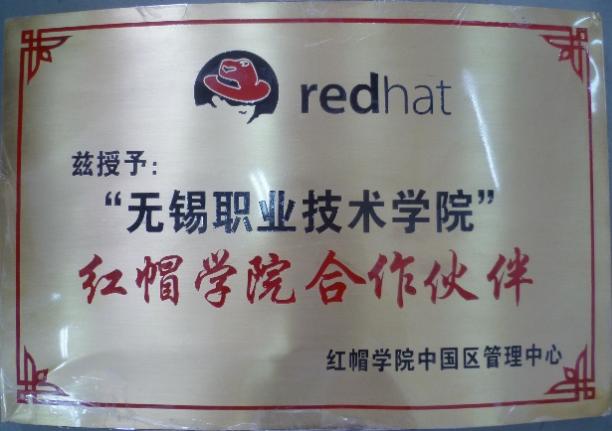 redhat
兹授予：
“无锡职业技术学院”
红帽学院合作伙伴
红帽学院中国区管理中心